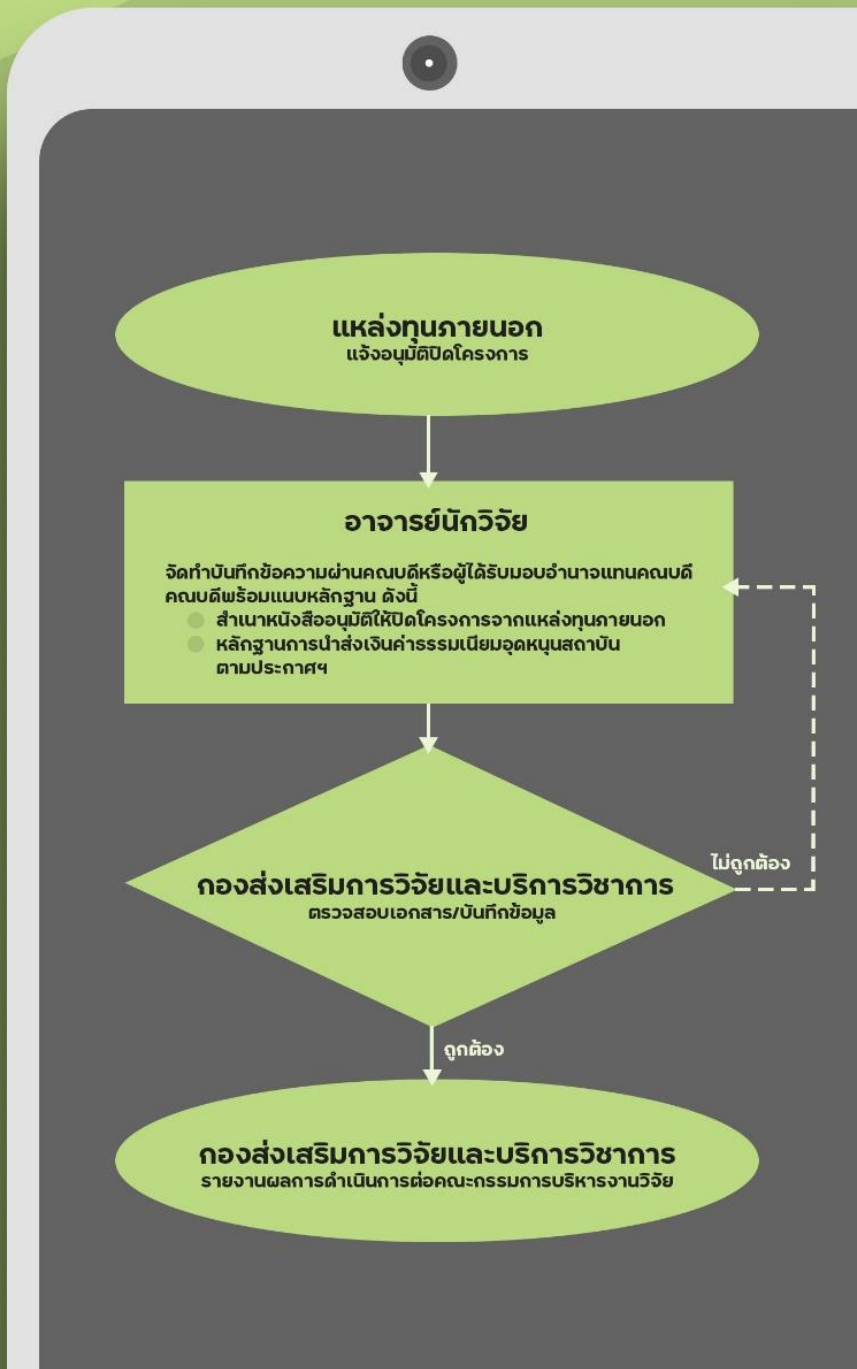 แหล่งทุนภายนอก
แจ้งอนุมัติปิดโครงการ
อาจารย์นักวิจัย
จัดทำบันทึกข้อความผ่านคณบดีหรือผู้ได้รับมอบอำนาจแทนคณบดี
คณบดีพร้อมแนบหลักฐาน ดังนี้
สำเนาหนังสืออนุมัติให้ปิดโครงการจากแหล่งทุนภายนอก
หลักฐานการนำส่งเงินค่าธรรมเนียมอุดหนุนสถาบัน
ตามประกาศฯ
กองส่งเสริมการวิจัยและบริการวิชาการ
ตรวจสอบเอกสาร/บันทึกข้อมูล
ไม่ถูกต้อง
ถูกต้อง
กองส่งเสริมการวิจัยและบริการวิชาการ
รายงานผลการดำเนินการต่อคณะกรรมการบริหารงานวิจัย